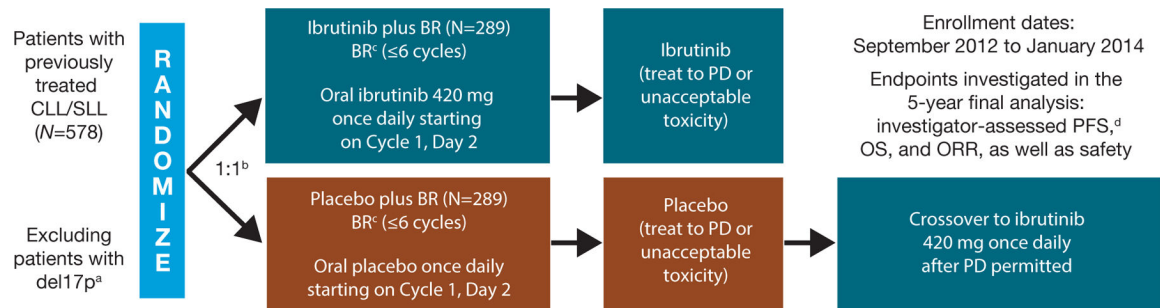 Patients with
previously
treated
CLL/SLL
(N=578)
Excluding
patients with
del17pᵃ
RANDOMIZE
1:1ᵇ
Ibrutinib plus BR (N=289)
BRᶜ (≤6 cycles)
Oral ibrutinib 420 mg
once daily starting
on Cycle 1, Day 2
Ibrutinib
(treat to PD or
unacceptable
toxicity)
Placebo plus BR (N=289)
BRᶜ (≤6 cycles)
Oral placebo once daily
starting on Cycle 1, Day 2
Placebo
(treat to PD or
unacceptable
toxicity)
Enrollment dates:
September 2012 to January 2014
Endpoints investigated in the
5-year final analysis:
investigator-assessed PFS,ᵈ
OS, and ORR, as well as safety
Crossover to ibrutinib
420 mg once daily
after PD permitted